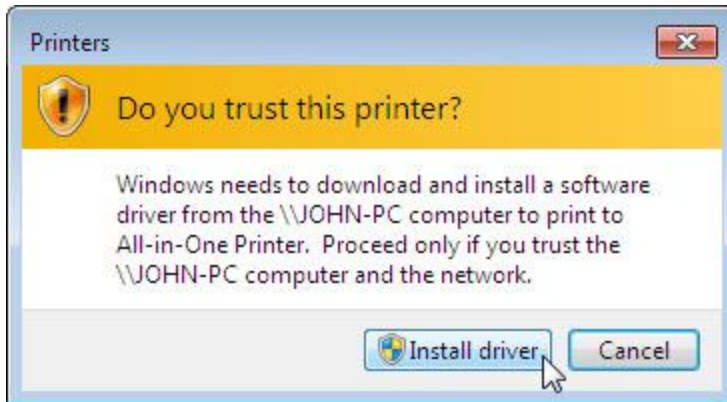 Printers
Do you trust this printer?
Windows needs to download and install a software
driver from the \\JOHN-PC computer to print to
All-in-One Printer.  Proceed only if you trust the
\\JOHN-PC computer and the network.
Install driver
Cancel